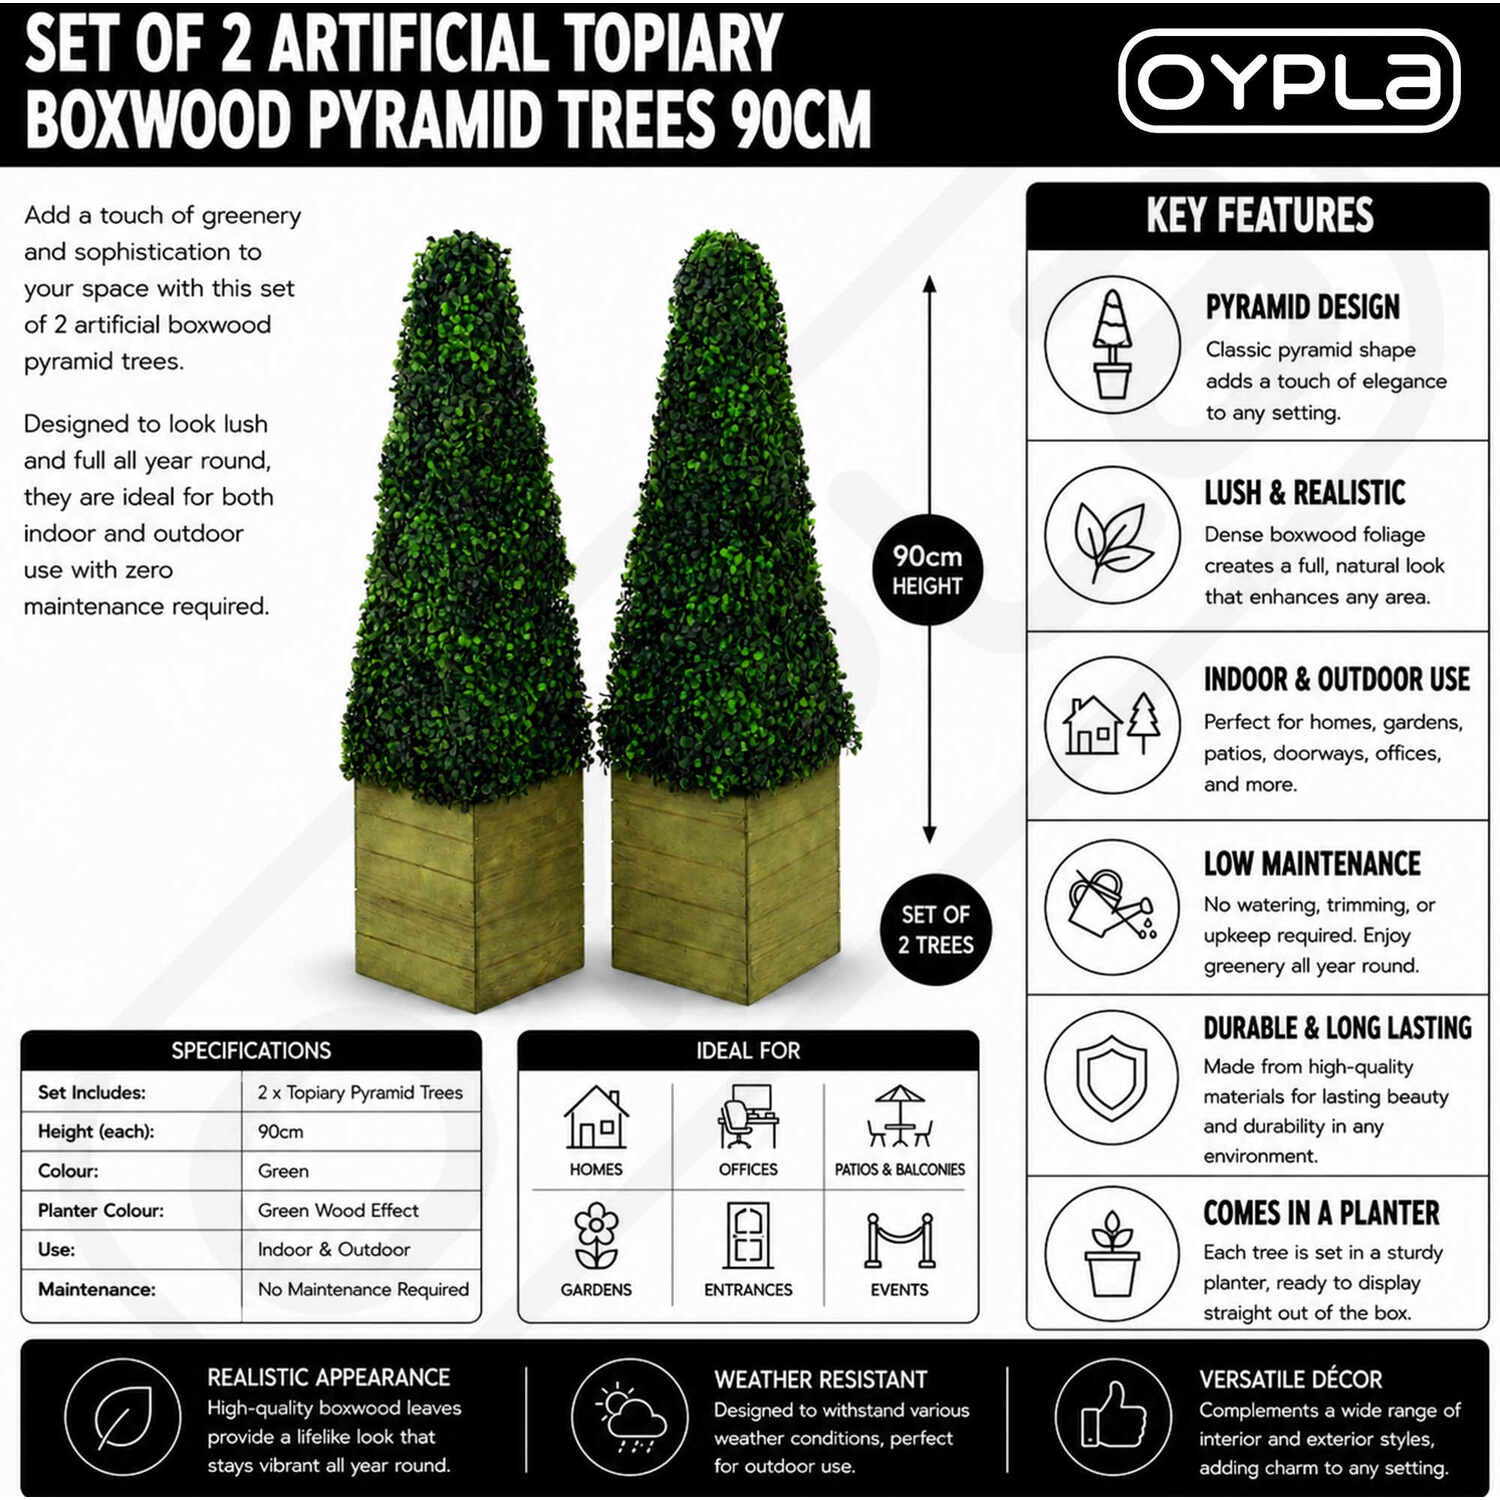 SET OF 2 ARTIFICIAL TOPIARY
BOXWOOD PYRAMID TREES 90CM
OYPLA
Add a touch of greenery
and sophistication to
your space with this set
of 2 artificial boxwood
pyramid trees.
Designed to look lush
and full all year round,
they are ideal for both
indoor and outdoor
use with zero
maintenance required.
90cm
HEIGHT
SET OF
2 TREES
KEY FEATURES
PYRAMID DESIGN
Classic pyramid shape
adds a touch of elegance
to any setting.
LUSH & REALISTIC
Dense boxwood foliage
creates a full, natural look
that enhances any area.
INDOOR & OUTDOOR USE
Perfect for homes, gardens,
patios, doorways, offices,
and more.
LOW MAINTENANCE
No watering, trimming, or
upkeep required. Enjoy
greenery all year round.
DURABLE & LONG LASTING
Made from high-quality
materials for lasting beauty
and durability in any
environment.
COMES IN A PLANTER
Each tree is set in a sturdy
planter, ready to display
straight out of the box.
SPECIFICATIONS
Set Includes: 2 x Topiary Pyramid Trees
Height (each): 90cm
Colour: Green
Planter Colour: Green Wood Effect
Use: Indoor & Outdoor
Maintenance: No Maintenance Required
IDEAL FOR
HOMES
OFFICES
PATIOS & BALCONIES
GARDENS
ENTRANCES
EVENTS
REALISTIC APPEARANCE
High-quality boxwood leaves
provide a lifelike look that
stays vibrant all year round.
WEATHER RESISTANT
Designed to withstand various
weather conditions, perfect
for outdoor use.
VERSATILE DÉCOR
Complements a wide range of
interior and exterior styles,
adding charm to any setting.